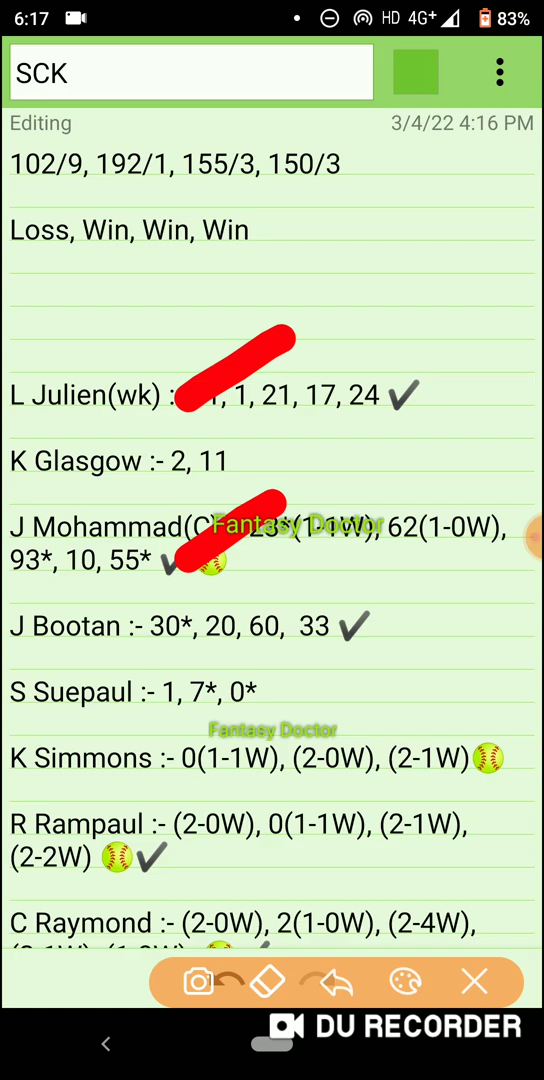 6:17 HD 4G+ 83%
SCK
Editing 3/4/22 4:16 PM
102/9, 192/1, 155/3, 150/3
Loss, Win, Win, Win
L Julien(wk) : 1, 21, 17, 24 ✔
K Glasgow :- 2, 11
J Mohammad( (1-1W), 62(1-0W),
Fantasy Doctor
93*, 10, 55* ✔
J Bootan :- 30*, 20, 60, 33 ✔
S Suepaul :- 1, 7*, 0*
Fantasy Doctor
K Simmons :- 0(1-1W), (2-0W), (2-1W)
R Rampaul :- (2-0W), 0(1-1W), (2-1W),
(2-2W) ✔
C Raymond :- (2-0W), 2(1-0W), (2-4W),
DU RECORDER